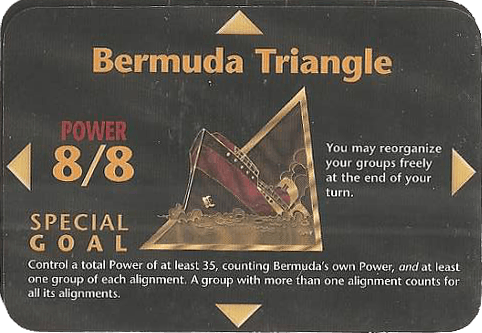 Bermuda Triangle
POWER
8/8
You may reorganize
your groups freely
at the end of your
turn.
SPECIAL
GOAL
Control a total Power of at least 35, counting Bermuda's own Power, and at least
one group of each alignment. A group with more than one alignment counts for
all its alignments.